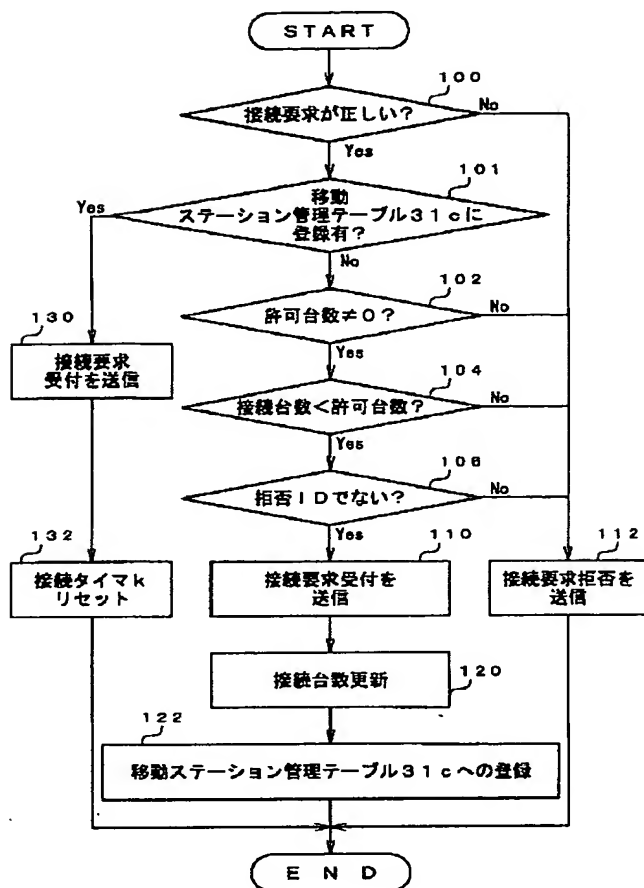 START
100
接続要求が正しい？
No
Yes
101
移動
ステーション管理テーブル３１ｃに
登録有？
Yes
No
102
許可台数≠０？
No
130
接続要求
受付を送信
Yes
104
接続台数＜許可台数？
No
Yes
106
拒否ＩＤでない？
No
Yes
132
接続タイマｋ
リセット
110
接続要求受付を
送信
112
接続要求拒否を
送信
接続台数更新
120
122
移動ステーション管理テーブル３１ｃへの登録
END